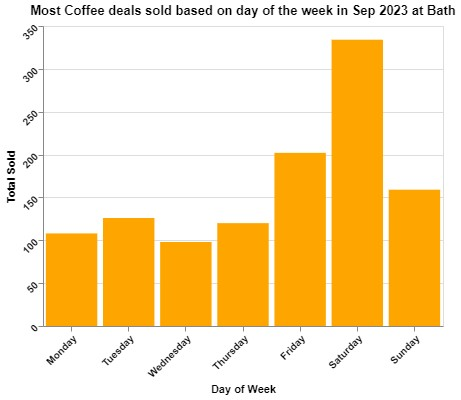 Most Coffee deals sold based on day of the week in Sep 2023 at Bath
350
300
250
200
150
100
50
0
Total Sold
Monday
Tuesday
Wednesday
Thursday
Friday
Saturday
Sunday
Day of Week